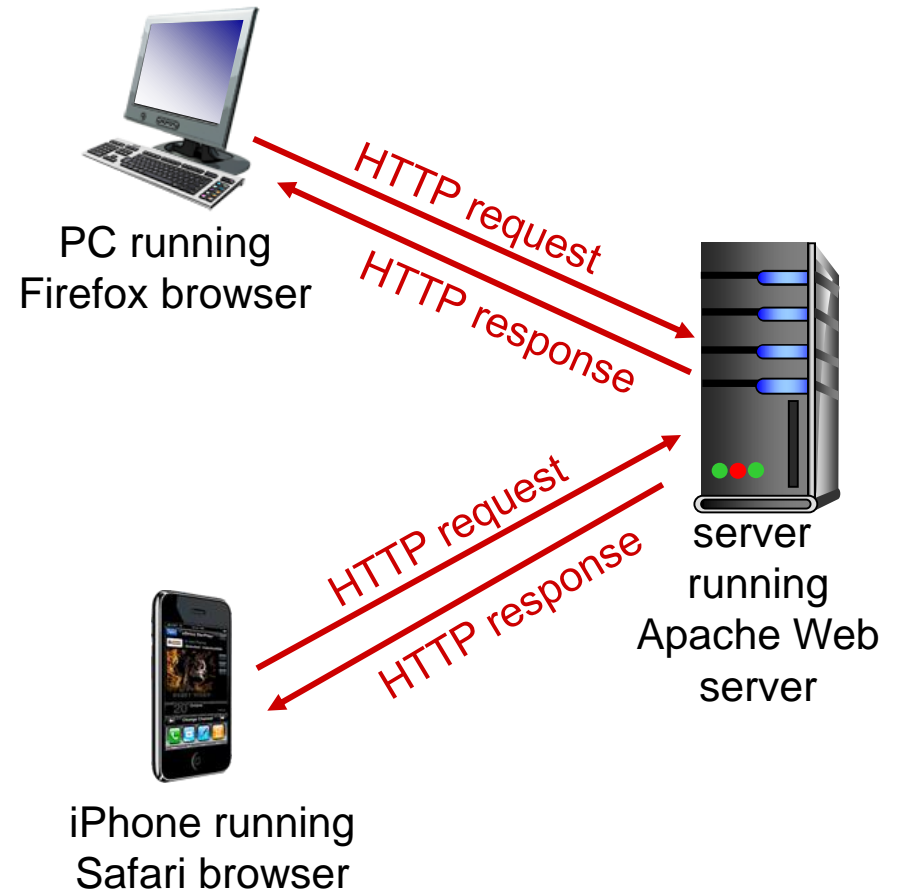 HTTP request
HTTP response
PC running
Firefox browser
HTTP request
HTTP response
server
running
Apache Web
server
iPhone running
Safari browser